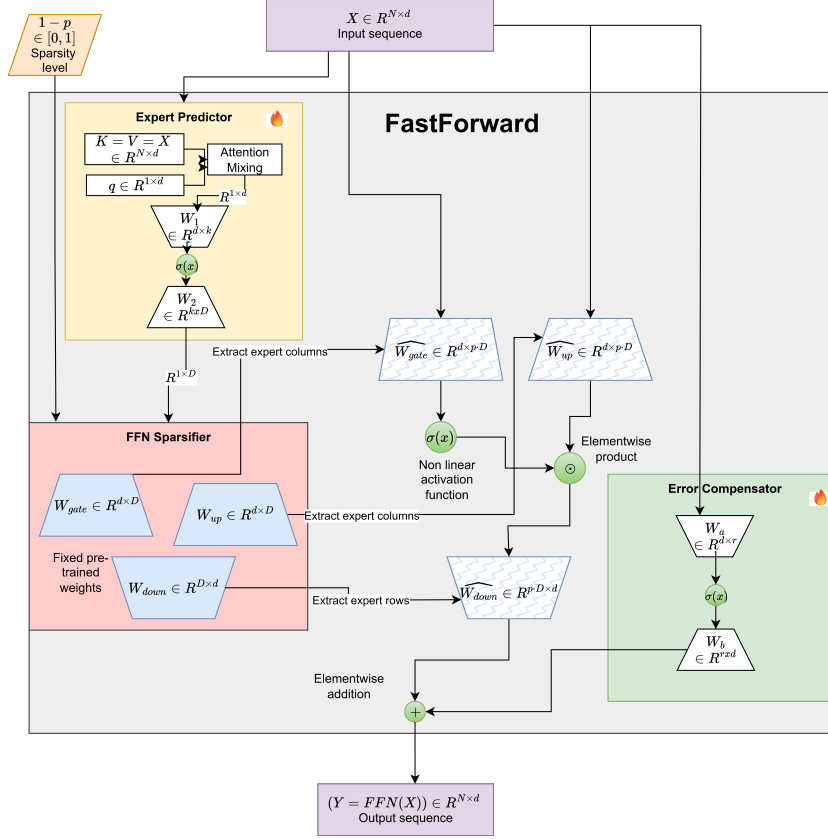 1 − p
∈ [0, 1]
Sparsity
level
X ∈ R^{N×d}
Input sequence
FastForward
Expert Predictor
K = V = X
∈ R^{N×d}
q ∈ R^{1×d}
Attention
Mixing
R^{1×d}
W_1
∈ R^{d×k}
σ(x)
W_2
∈ R^{kxD}
R^{1×D}
Extract expert columns
\widehat{W_{gate}} ∈ R^{d×p·D}
\widehat{W_{up}} ∈ R^{d×p·D}
σ(x)
Non linear
activation
function
Elementwise
product
⊙
FFN Sparsifier
W_{gate} ∈ R^{d×D}
W_{up} ∈ R^{d×D}
Extract expert columns
Fixed pre-
trained
weights
W_{down} ∈ R^{D×d}
Extract expert rows
\widehat{W_{down}} ∈ R^{p·D×d}
Error Compensator
W_a
∈ R^{d×r}
σ(x)
W_b
∈ R^{rxd}
Elementwise
addition
+
(Y = FFN(X)) ∈ R^{N×d}
Output sequence